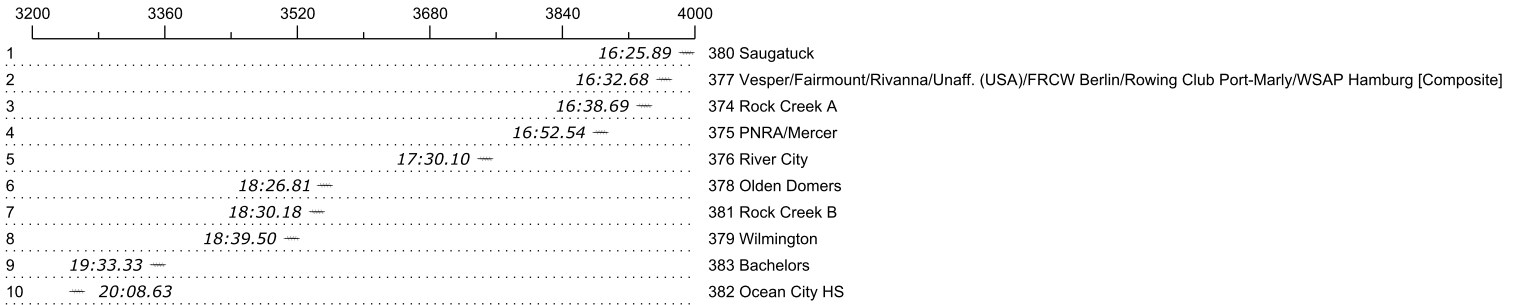 3200 3360 3520 3680 3840 4000
1 16:25.89 380 Saugatuck
2 16:32.68 377 Vesper/Fairmount/Rivanna/Unaff. (USA)/FRCW Berlin/Rowing Club Port-Marly/WSAP Hamburg [Composite]
3 16:38.69 374 Rock Creek A
4 16:52.54 375 PNRA/Mercer
5 17:30.10 376 River City
6 18:26.81 378 Olden Domers
7 18:30.18 381 Rock Creek B
8 18:39.50 379 Wilmington
9 19:33.33 383 Bachelors
10 20:08.63 382 Ocean City HS